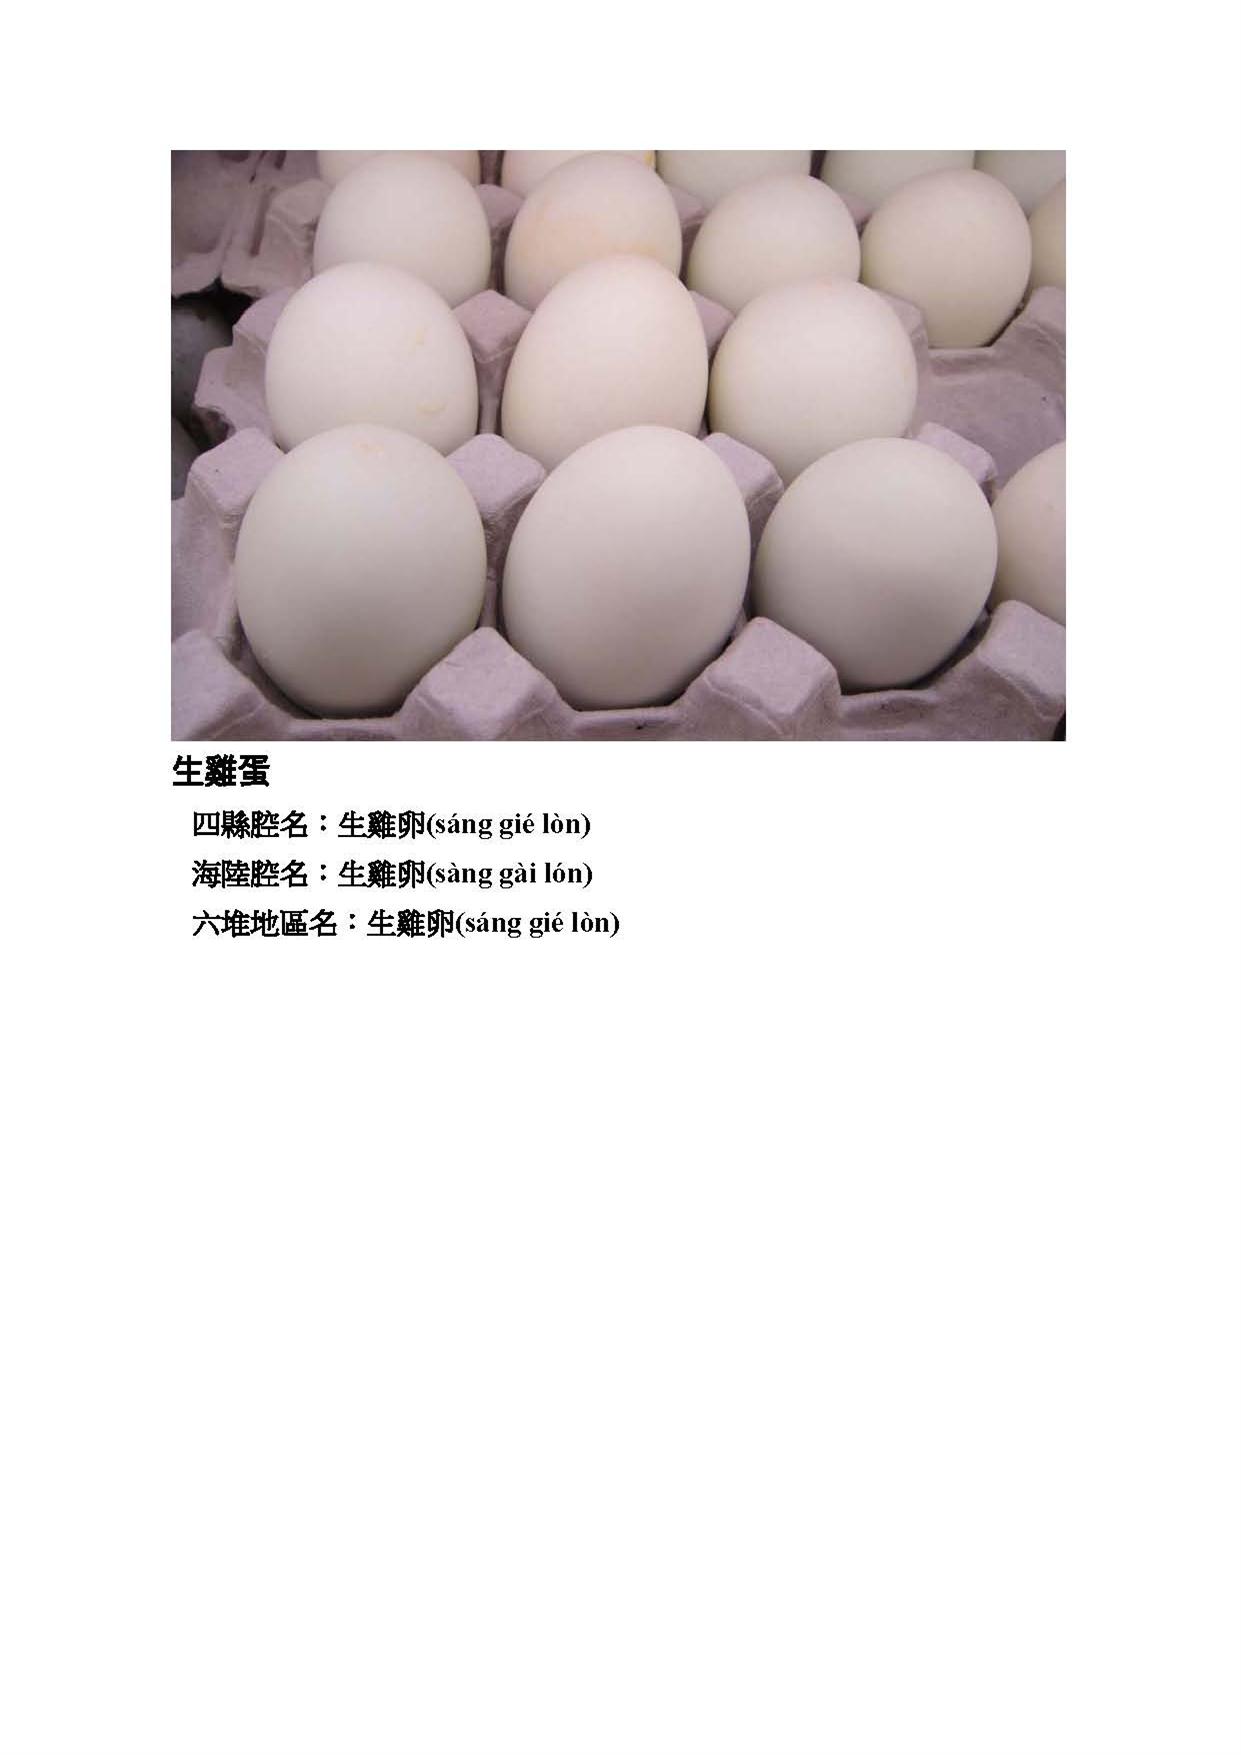 生雞蛋
四縣腔名：生雞卵(sáng gié lòn)
海陸腔名：生雞卵(sàng gài lón)
六堆地區名：生雞卵(sáng gié lòn)